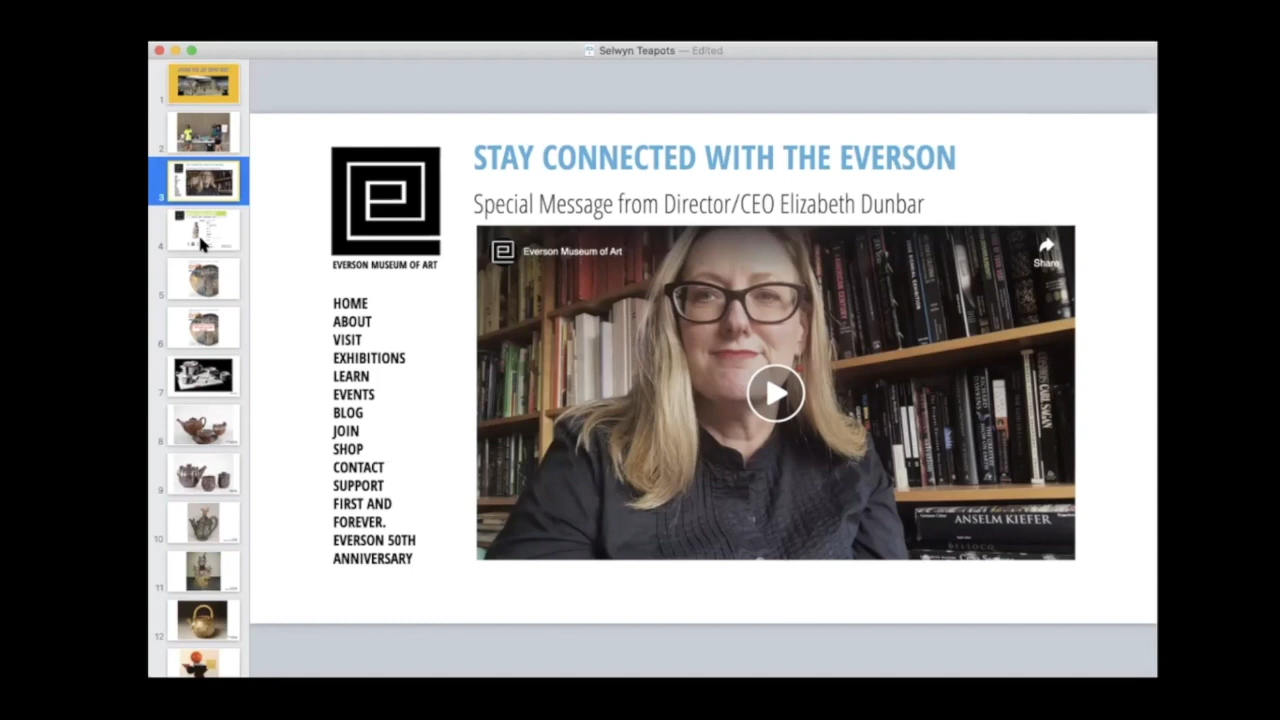 Selwyn Teapots — Edited
1
2
3
4
5
6
7
8
9
10
11
12
EVERSON MUSEUM OF ART
HOME
ABOUT
VISIT
EXHIBITIONS
LEARN
EVENTS
BLOG
JOIN
SHOP
CONTACT
SUPPORT
FIRST AND
FOREVER.
EVERSON 50TH
ANNIVERSARY
STAY CONNECTED WITH THE EVERSON
Special Message from Director/CEO Elizabeth Dunbar
e Everson Museum of Art
Share
ANSELM KIEFER